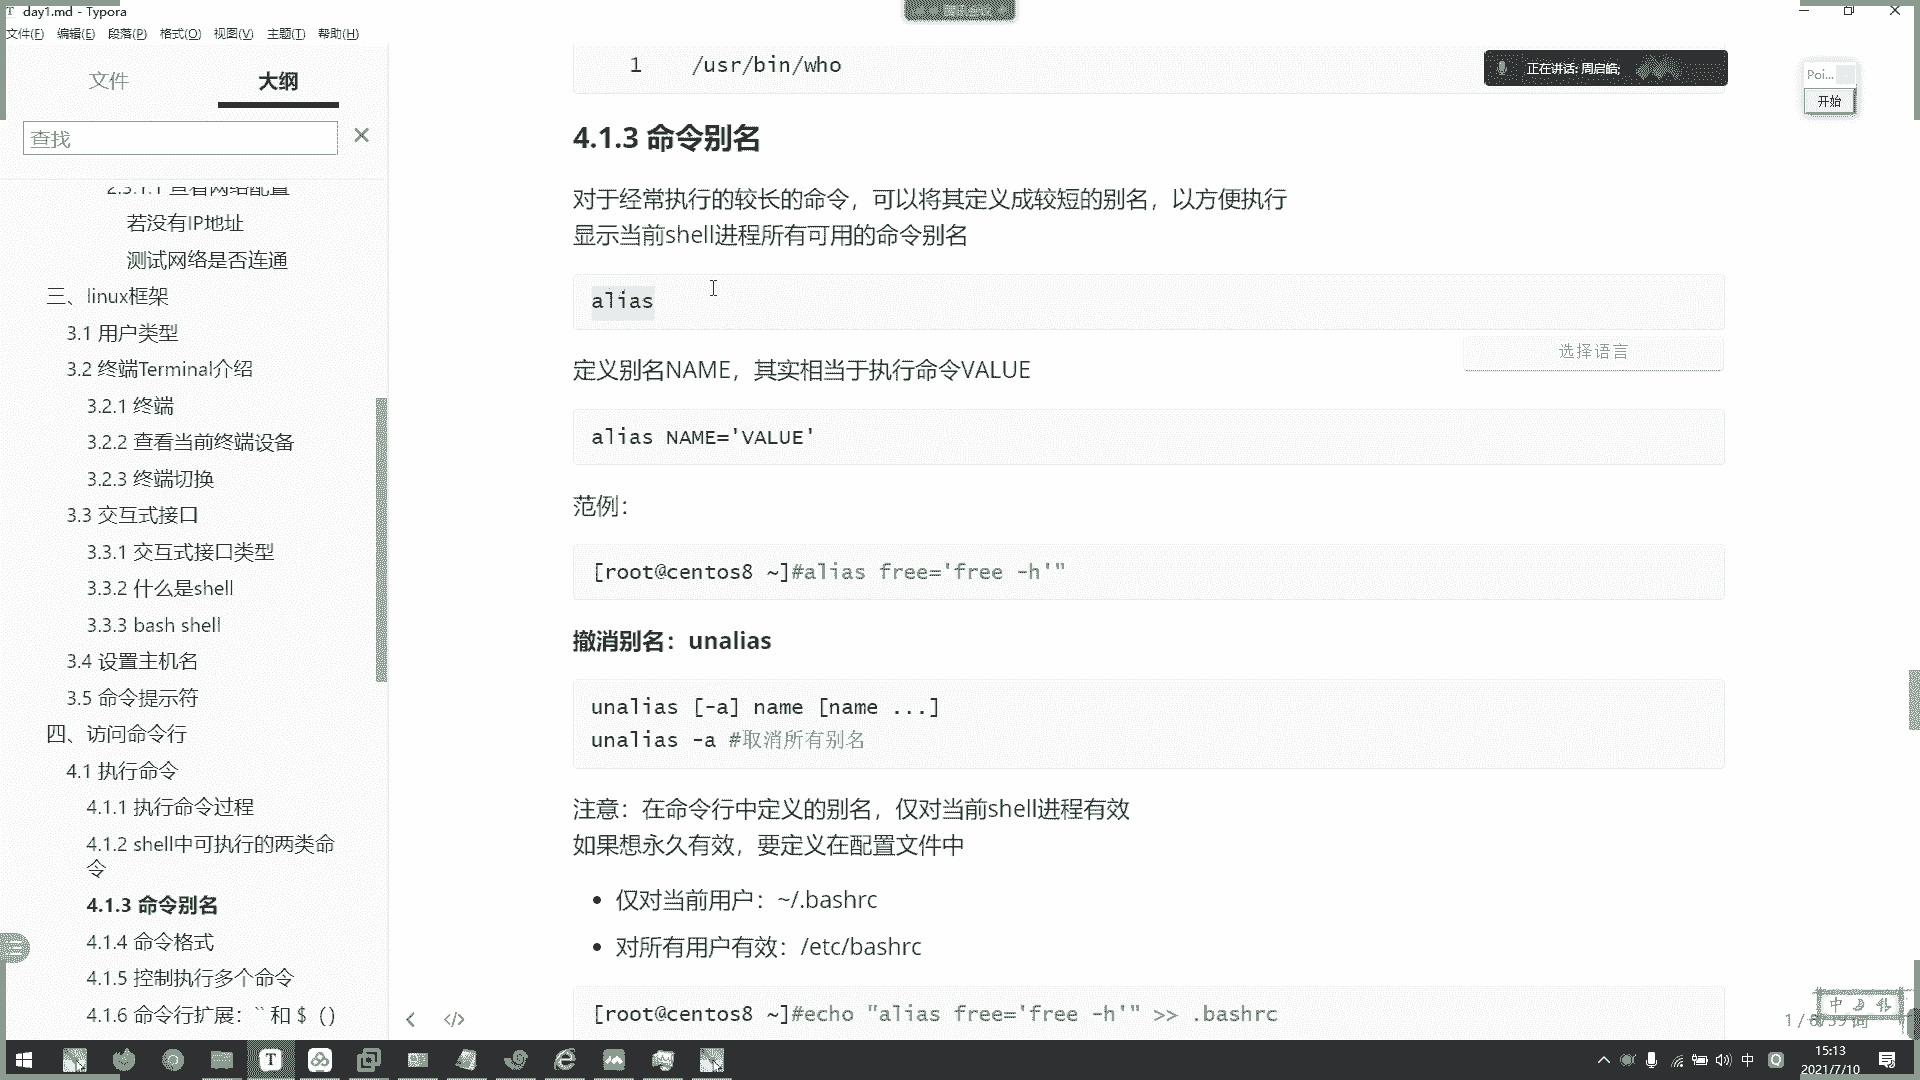 day1.md - Typora
文件(F) 编辑(E) 段落(P) 格式(O) 视图(V) 主题(T) 帮助(H)
文件 大纲
查找
2.3.1.1 查看网络配置
若没有IP地址
测试网络是否连通
三、linux框架
3.1 用户类型
3.2 终端Terminal介绍
3.2.1 终端
3.2.2 查看当前终端设备
3.2.3 终端切换
3.3 交互式接口
3.3.1 交互式接口类型
3.3.2 什么是shell
3.3.3 bash shell
3.4 设置主机名
3.5 命令提示符
四、访问命令行
4.1 执行命令
4.1.1 执行命令过程
4.1.2 shell中可执行的两类命
令
4.1.3 命令别名
4.1.4 命令格式
4.1.5 控制执行多个命令
4.1.6 命令行扩展：`` 和 $（）
1 /usr/bin/who
正在讲话: 周启皓;
Poi...
开始
4.1.3 命令别名
对于经常执行的较长的命令，可以将其定义成较短的别名，以方便执行
显示当前shell进程所有可用的命令别名
alias
选择语言
定义别名NAME，其实相当于执行命令VALUE
alias NAME='VALUE'
范例：
[root@centos8 ~]#alias free='free -h'"
撤消别名：unalias
unalias [-a] name [name ...]
unalias -a #取消所有别名
注意：在命令行中定义的别名，仅对当前shell进程有效
如果想永久有效，要定义在配置文件中
• 仅对当前用户：~/.bashrc
• 对所有用户有效：/etc/bashrc
[root@centos8 ~]#echo "alias free='free -h'" >> .bashrc
</>
中
中
15:13
2021/7/10